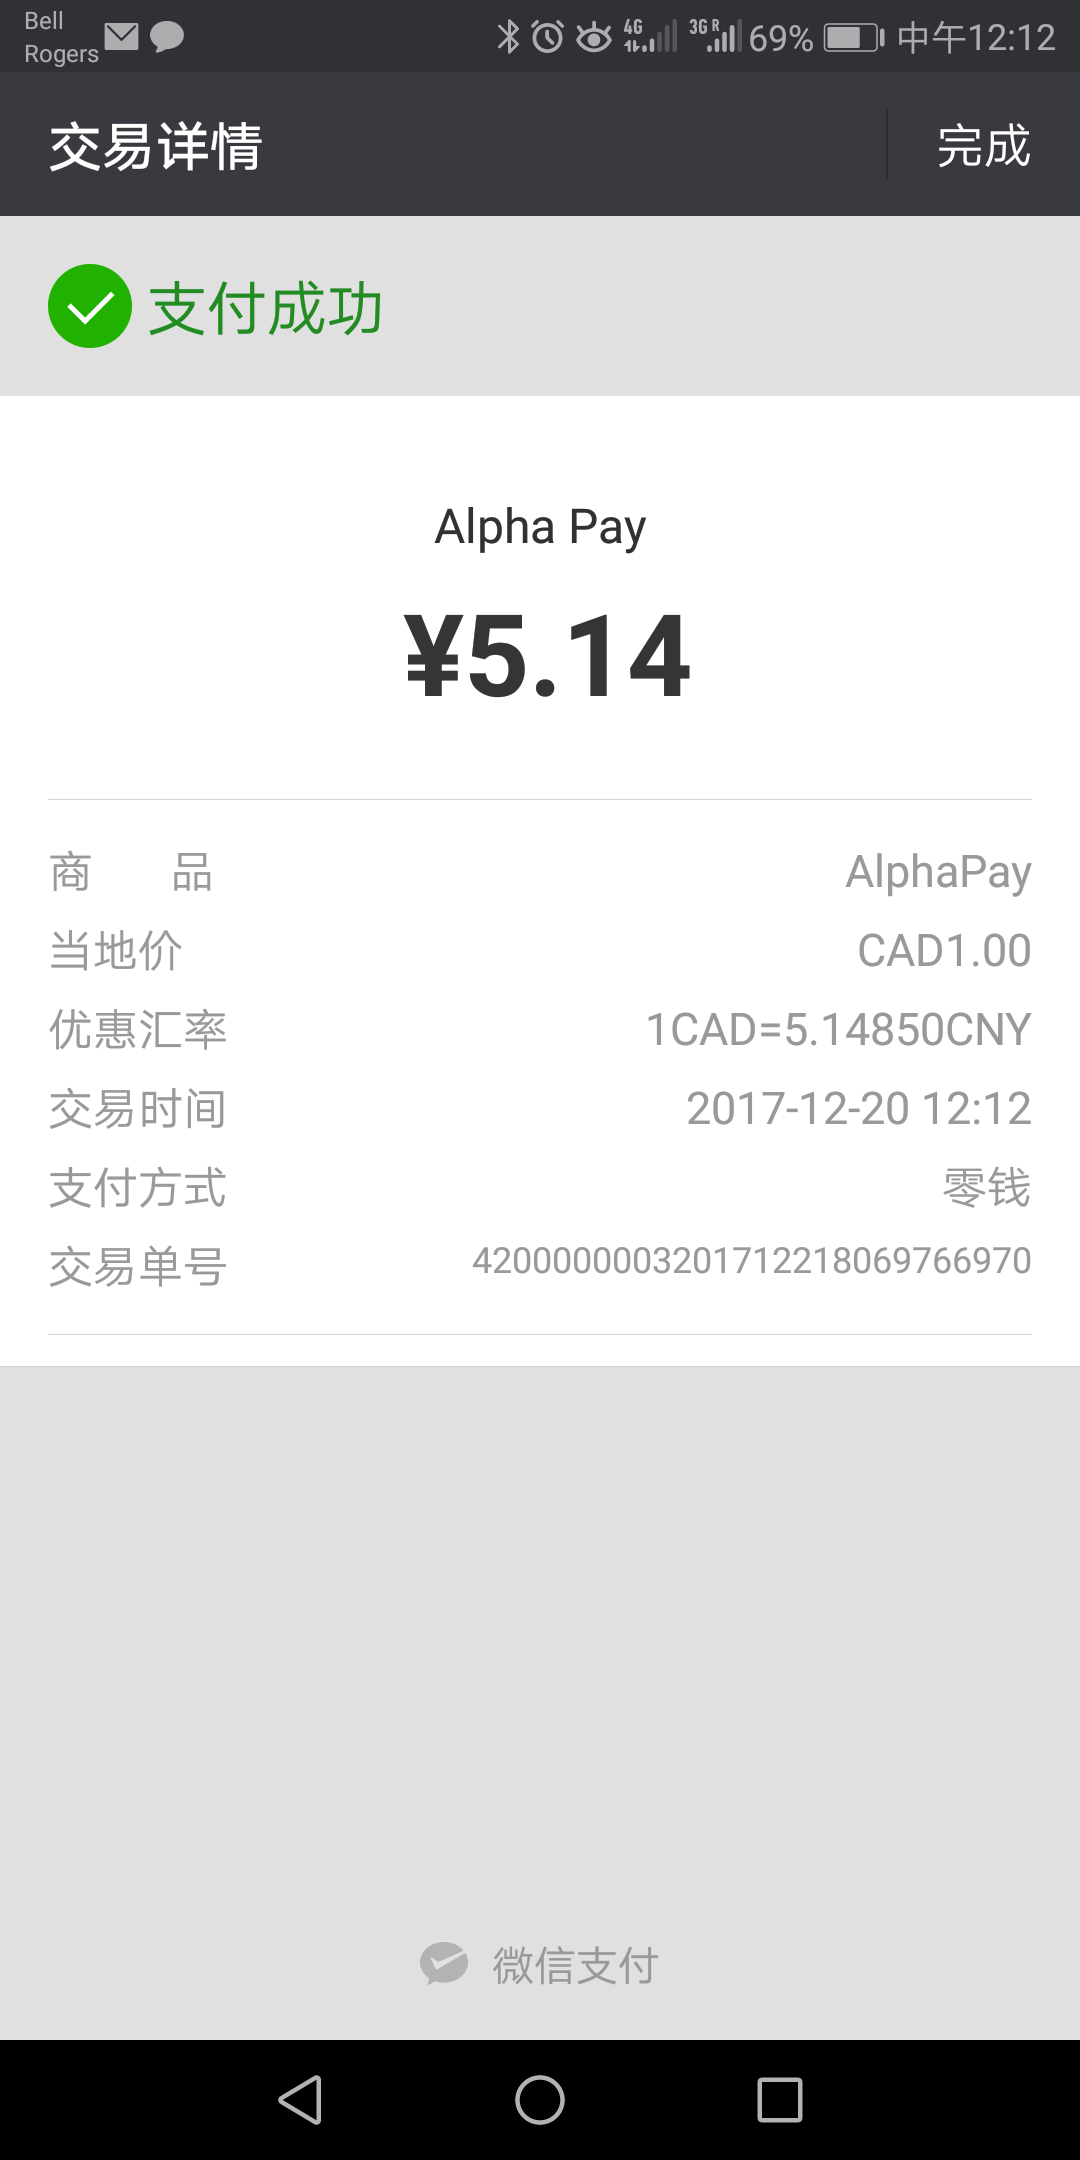 Bell
Rogers
4G 3G R 69% 中午12:12
交易详情 完成
支付成功
Alpha Pay
¥5.14
商 品 AlphaPay
当地价 CAD1.00
优惠汇率 1CAD=5.14850CNY
交易时间 2017-12-20 12:12
支付方式 零钱
交易单号 4200000003201712218069766970
微信支付